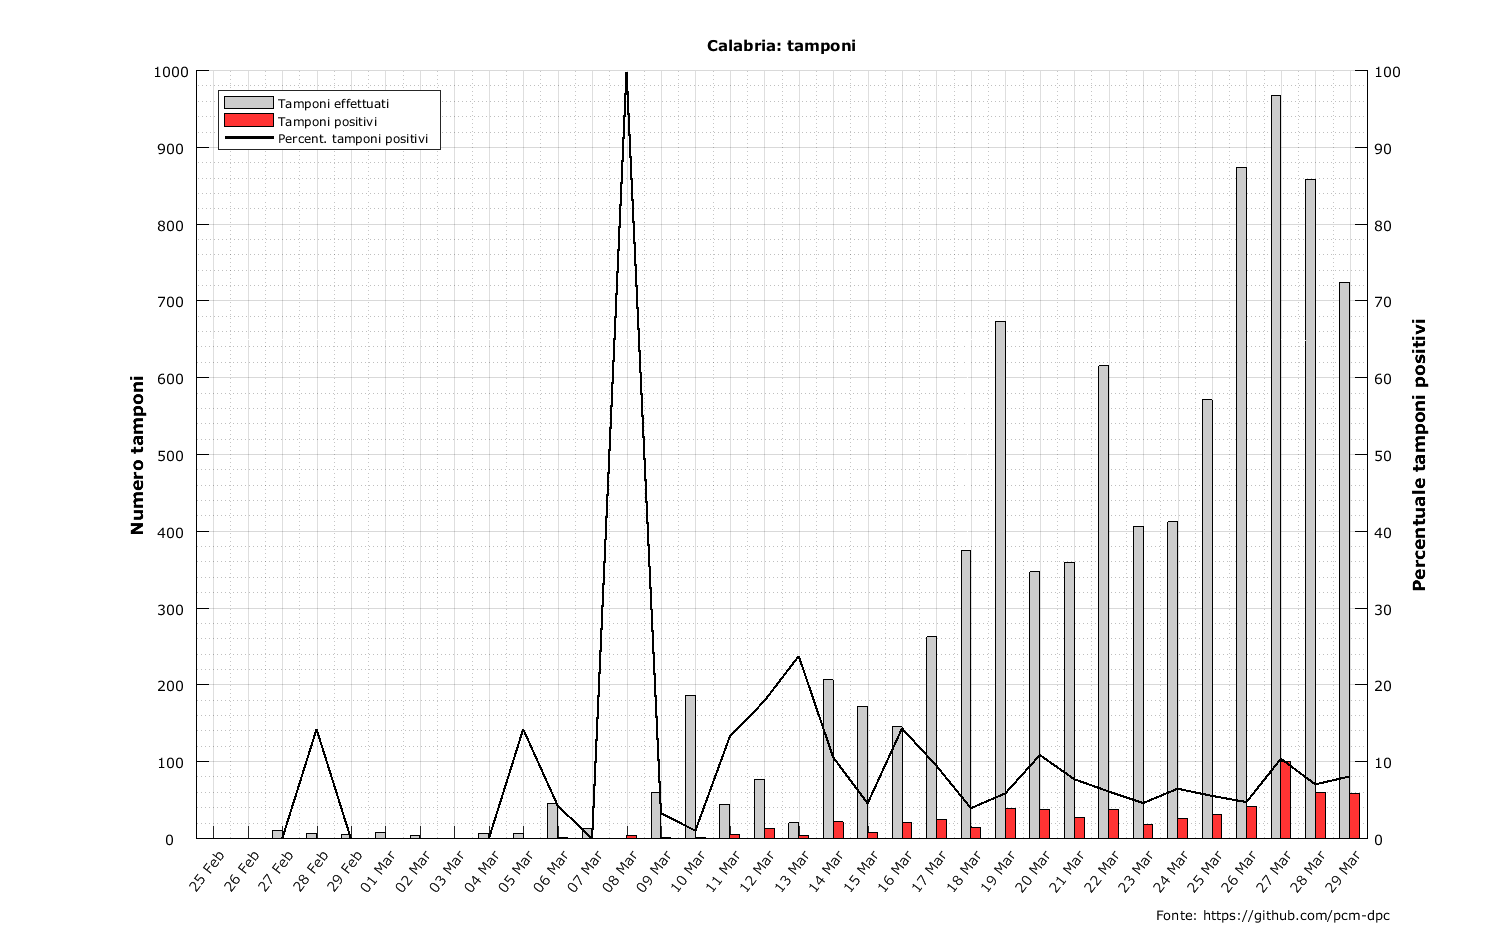 Calabria: tamponi
Tamponi effettuati
Tamponi positivi
Percent. tamponi positivi
Numero tamponi
1000
900
800
700
600
500
400
300
200
100
0
Percentuale tamponi positivi
100
90
80
70
60
50
40
30
20
10
0
25 Feb
26 Feb
27 Feb
28 Feb
29 Feb
01 Mar
02 Mar
03 Mar
04 Mar
05 Mar
06 Mar
07 Mar
08 Mar
09 Mar
10 Mar
11 Mar
12 Mar
13 Mar
14 Mar
15 Mar
16 Mar
17 Mar
18 Mar
19 Mar
20 Mar
21 Mar
22 Mar
23 Mar
24 Mar
25 Mar
26 Mar
27 Mar
28 Mar
29 Mar
Fonte: https://github.com/pcm-dpc